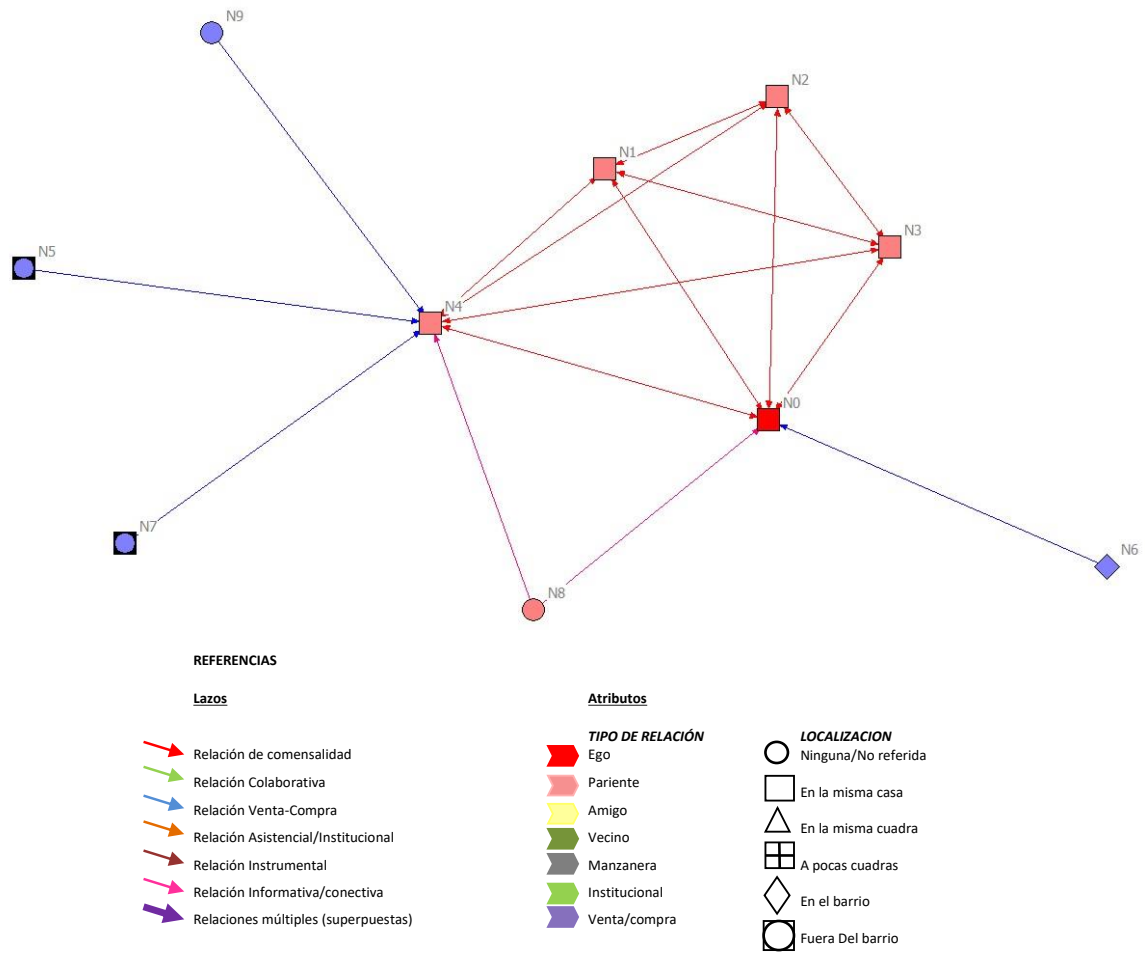 N9
N2
N1
N3
N5
N4
N0
N7
N6
N8
REFERENCIAS
Lazos
Relación de comensalidad
Relación Colaborativa
Relación Venta-Compra
Relación Asistencial/Institucional
Relación Instrumental
Relación Informativa/conectiva
Relaciones múltiples (superpuestas)
Atributos
TIPO DE RELACIÓN
Ego
Pariente
Amigo
Vecino
Manzanera
Institucional
Venta/compra
LOCALIZACION
Ninguna/No referida
En la misma casa
En la misma cuadra
A pocas cuadras
En el barrio
Fuera Del barrio